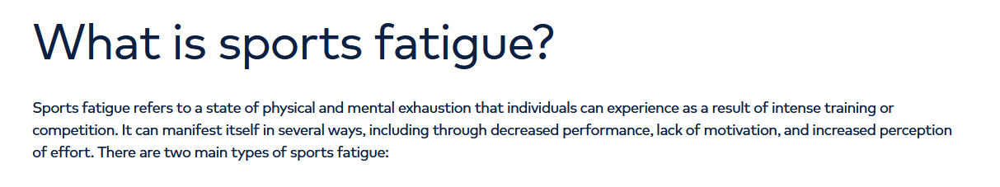 What is sports fatigue?
Sports fatigue refers to a state of physical and mental exhaustion that individuals can experience as a result of intense training or
competition. It can manifest itself in several ways, including through decreased performance, lack of motivation, and increased perception
of effort. There are two main types of sports fatigue: